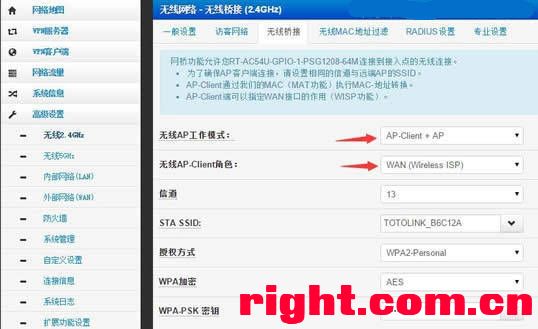 网络地图
VPN服务器
VPN客户端
网络流量
系统信息
高级设置
无线2.4GHz
无线5GHz
内部网络(LAN)
外部网络(WAN)
防火墙
系统管理
自定义设置
连接信息
系统日志
扩展功能设置
无线网络 - 无线桥接 (2.4GHz)
一般设置
访客网络
无线桥接
无线MAC地址过滤
RADIUS设置
专业设置
网桥功能允许您RT-AC54U-GPIO-1-PSG1208-64M连接到接入点的无线连接。
• 为了确保AP客户端连接，请设置相同的信道与远端AP的SSID。
• AP-Client通过我们的MAC（MAT功能）执行MAC-地址转换。
• AP-Client端可以指定WAN接口的作用（WISP功能）。
无线AP工作模式：
AP-Client + AP
无线AP-Client角色：
WAN (Wireless ISP)
信道
13
STA SSID:
TOTOLINK_B6C12A
授权方式
WPA2-Personal
WPA加密
AES
WPA-PSK 密钥
right.com.cn